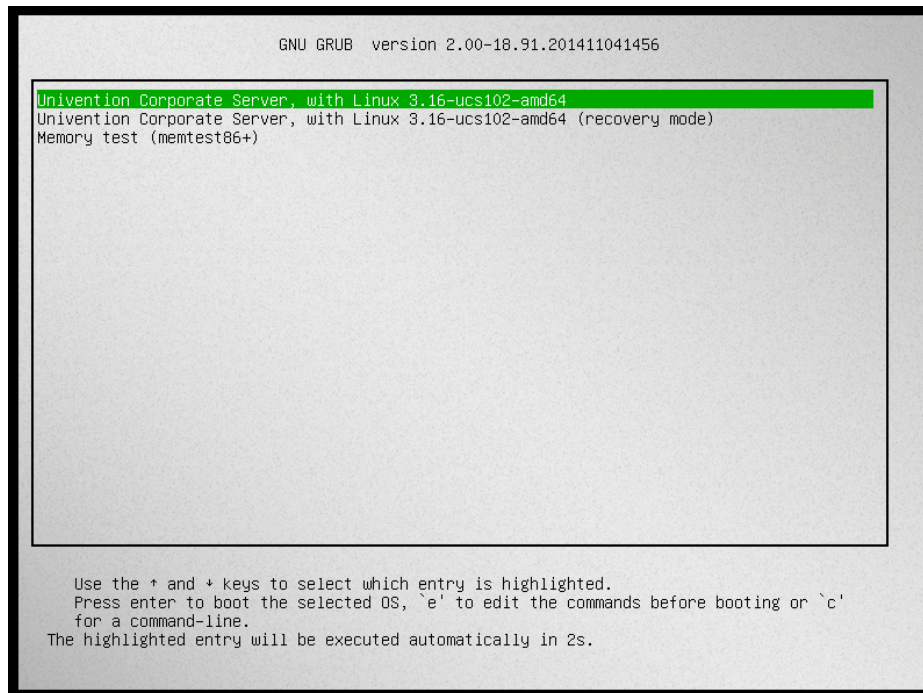 GNU GRUB version 2.00-18.91.201411041456
Univention Corporate Server, with Linux 3.16-ucs102-amd64
Univention Corporate Server, with Linux 3.16-ucs102-amd64 (recovery mode)
Memory test (memtest86+)
Use the ↑ and ↓ keys to select which entry is highlighted.
Press enter to boot the selected OS, `e' to edit the commands before booting or `c'
for a command-line.
The highlighted entry will be executed automatically in 2s.